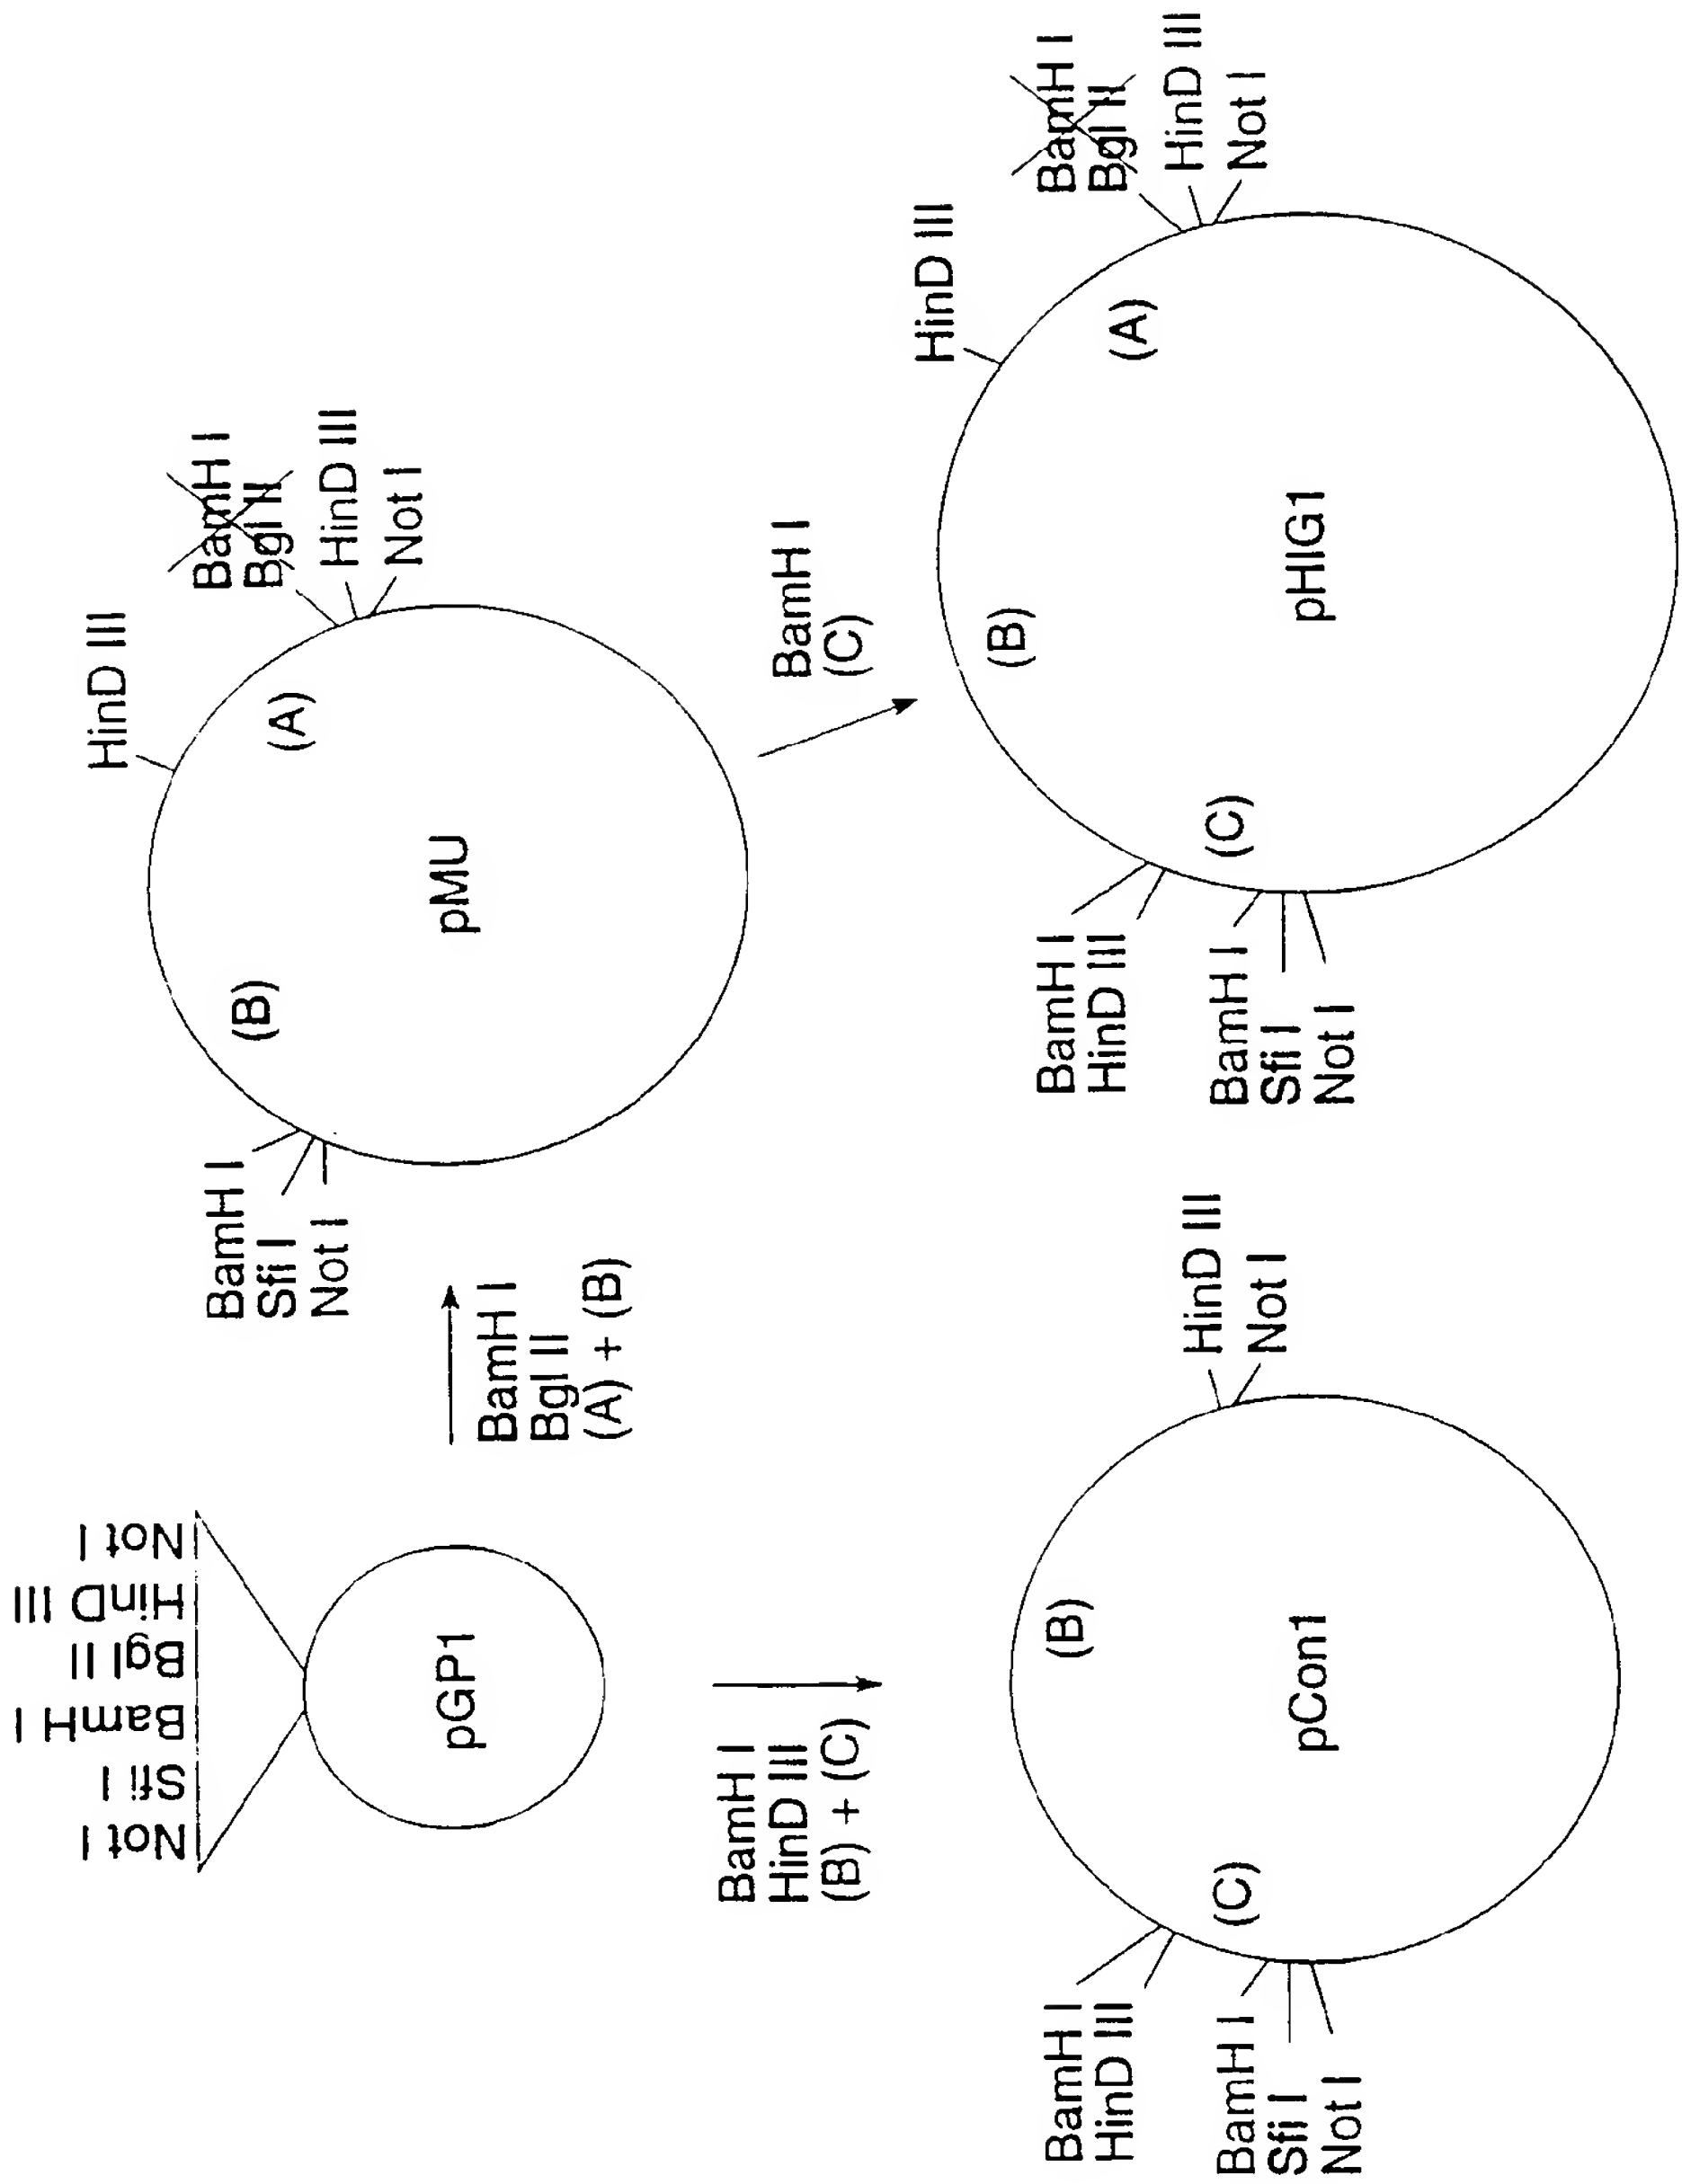 Not I
Sfi I
BamH I
Bgl II
HinD III
Not I
pGP1
BamH I
Bgl II
(A) + (B)
BamH I
Sfi I
Not I
(B)
pMU
(A)
HinD III
BamH I
Bgl II
HinD III
Not I
BamH I
HinD III
(B) + (C)
BamH I
(C)
BamH I
HinD III
BamH I
Sfi I
Not I
(C)
(B)
pCon1
HinD III
Not I
BamH I
HinD III
BamH I
Sfi I
Not I
(C)
(B)
pHIG1
(A)
HinD III
BamH I
Bgl II
HinD III
Not I